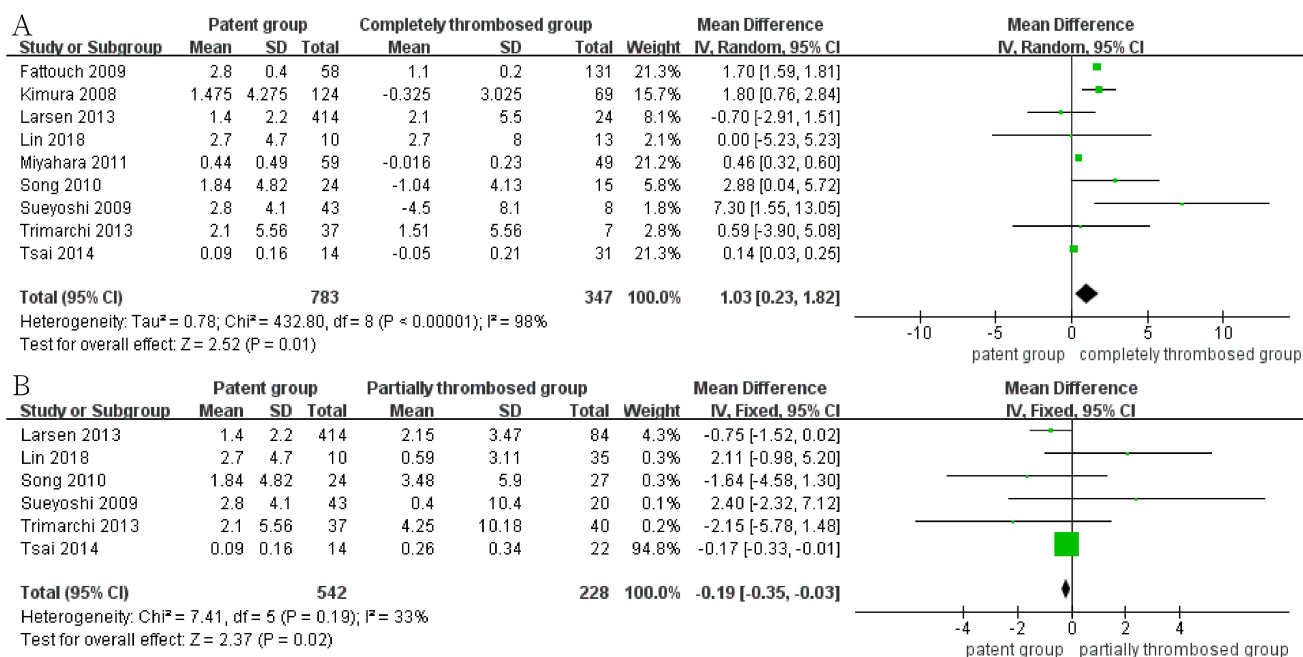 A
Patent group Completely thrombosed group Mean Difference Mean Difference
Study or Subgroup Mean SD Total Mean SD Total Weight IV, Random, 95% CI IV, Random, 95% CI
Fattouch 2009 2.8 0.4 58 1.1 0.2 131 21.3% 1.70 [1.59, 1.81]
Kimura 2008 1.475 4.275 124 -0.325 3.025 69 15.7% 1.80 [0.76, 2.84]
Larsen 2013 1.4 2.2 414 2.1 5.5 24 8.1% -0.70 [-2.91, 1.51]
Lin 2018 2.7 4.7 10 2.7 8 13 2.1% 0.00 [-5.23, 5.23]
Miyahara 2011 0.44 0.49 59 -0.016 0.23 49 21.2% 0.46 [0.32, 0.60]
Song 2010 1.84 4.82 24 -1.04 4.13 15 5.8% 2.88 [0.04, 5.72]
Sueyoshi 2009 2.8 4.1 43 -4.5 8.1 8 1.8% 7.30 [1.55, 13.05]
Trimarchi 2013 2.1 5.56 37 1.51 5.56 7 2.8% 0.59 [-3.90, 5.08]
Tsai 2014 0.09 0.16 14 -0.05 0.21 31 21.3% 0.14 [0.03, 0.25]
Total (95% CI) 783 347 100.0% 1.03 [0.23, 1.82]
Heterogeneity: Tau² = 0.78; Chi² = 432.80, df = 8 (P < 0.00001); I² = 98%
Test for overall effect: Z = 2.52 (P = 0.01)
-10 -5 0 5 10
patent group completely thrombosed group
B
Patent group Partially thrombosed group Mean Difference Mean Difference
Study or Subgroup Mean SD Total Mean SD Total Weight IV, Fixed, 95% CI IV, Fixed, 95% CI
Larsen 2013 1.4 2.2 414 2.15 3.47 84 4.3% -0.75 [-1.52, 0.02]
Lin 2018 2.7 4.7 10 0.59 3.11 35 0.3% 2.11 [-0.98, 5.20]
Song 2010 1.84 4.82 24 3.48 5.9 27 0.3% -1.64 [-4.58, 1.30]
Sueyoshi 2009 2.8 4.1 43 0.4 10.4 20 0.1% 2.40 [-2.32, 7.12]
Trimarchi 2013 2.1 5.56 37 4.25 10.18 40 0.2% -2.15 [-5.78, 1.48]
Tsai 2014 0.09 0.16 14 0.26 0.34 22 94.8% -0.17 [-0.33, -0.01]
Total (95% CI) 542 228 100.0% -0.19 [-0.35, -0.03]
Heterogeneity: Chi² = 7.41, df = 5 (P = 0.19); I² = 33%
Test for overall effect: Z = 2.37 (P = 0.02)
-4 -2 0 2 4
patent group partially thrombosed group